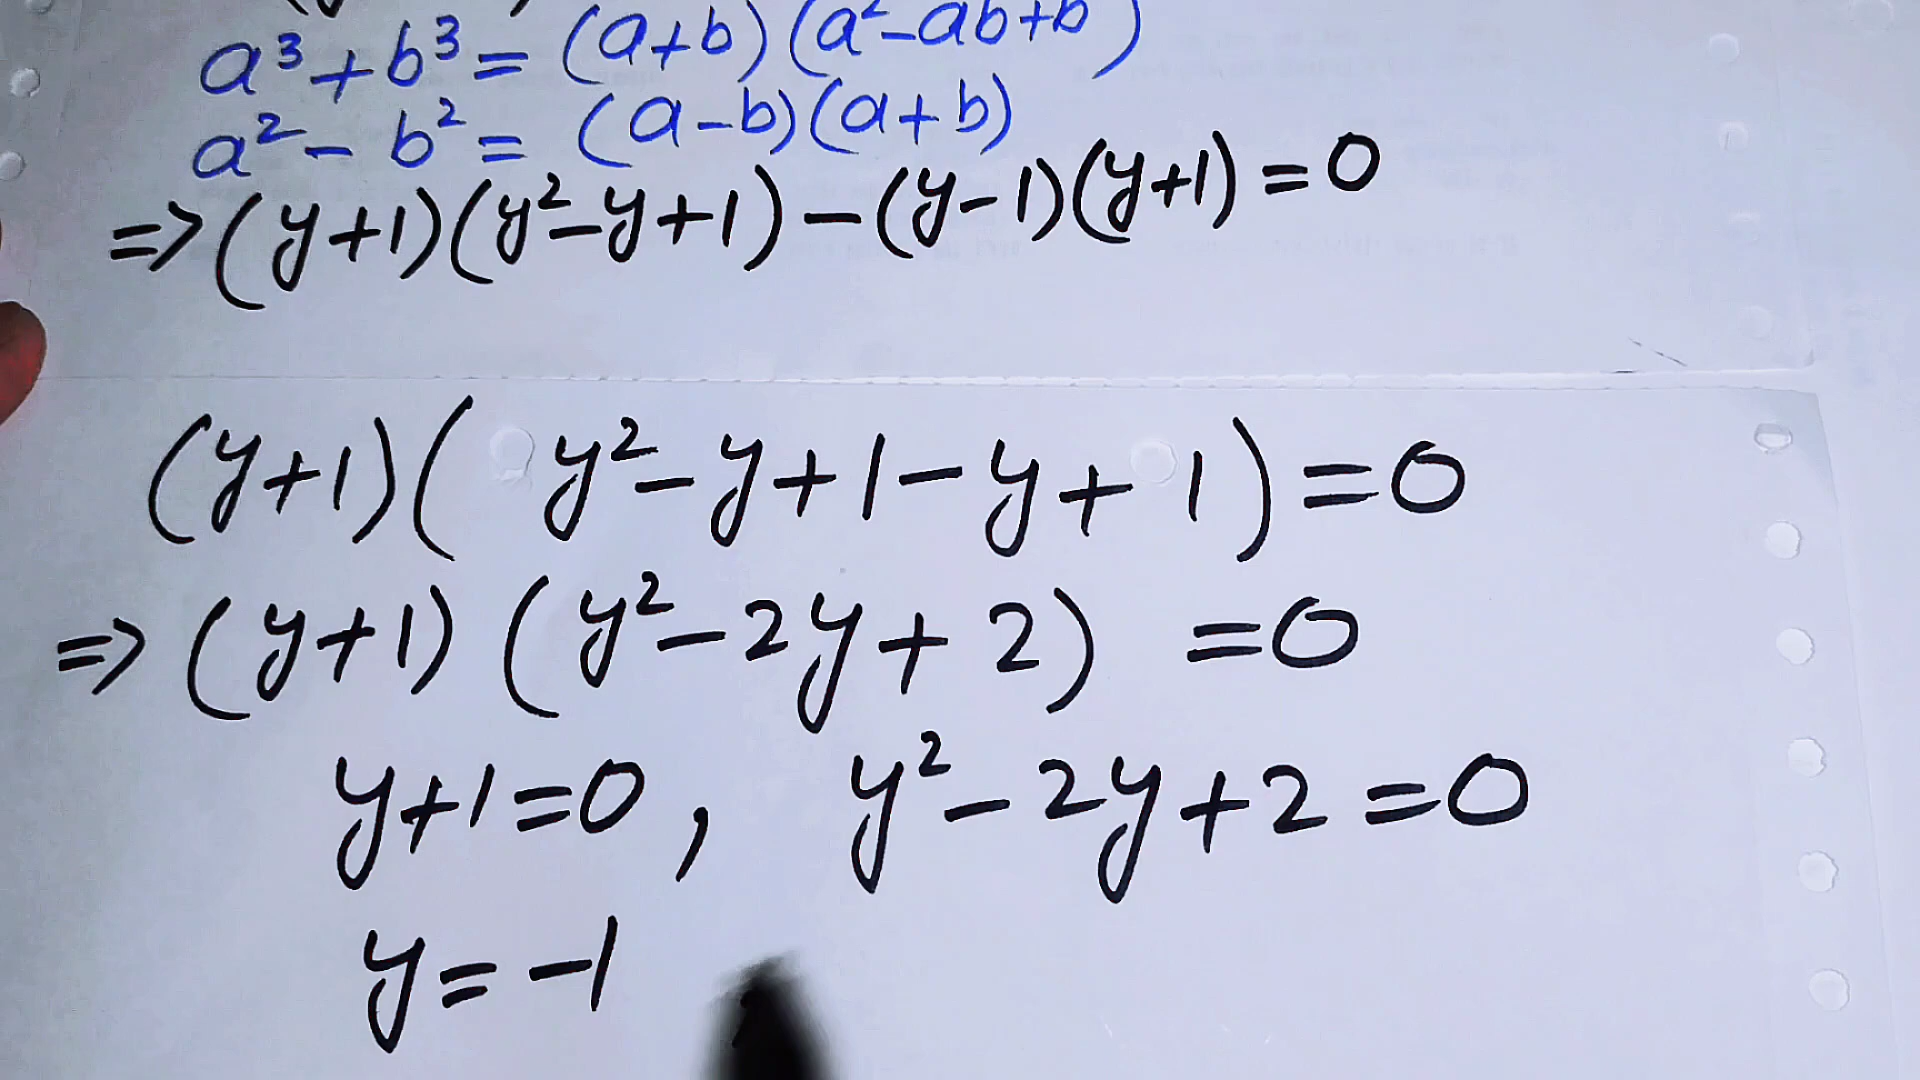 a³+b³=(a+b)(a²-ab+b
a²-b²=(a-b)(a+b)
=>(y+1)(y²-y+1)-(y-1)(y+1)=0
(y+1)(y²-y+1-y+1)=0
=>(y+1)(y²-2y+2)=0
y+1=0, y²-2y+2=0
y=-1